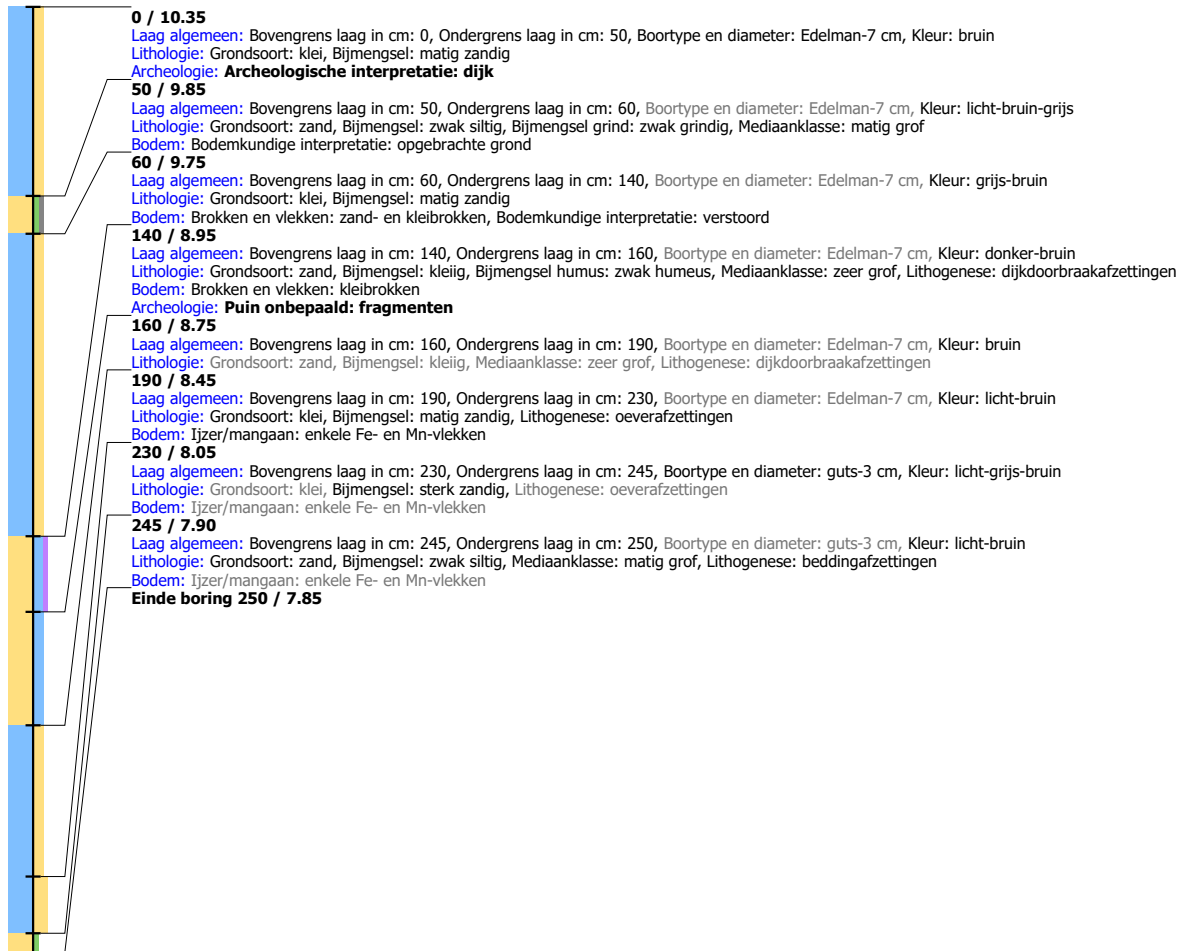 0 / 10.35
Laag algemeen: Bovengrens laag in cm: 0, Ondergrens laag in cm: 50, Boortype en diameter: Edelman-7 cm, Kleur: bruin
Lithologie: Grondsoort: klei, Bijmengsel: matig zandig
Archeologie: Archeologische interpretatie: dijk
50 / 9.85
Laag algemeen: Bovengrens laag in cm: 50, Ondergrens laag in cm: 60, Boortype en diameter: Edelman-7 cm, Kleur: licht-bruin-grijs
Lithologie: Grondsoort: zand, Bijmengsel: zwak siltig, Bijmengsel grind: zwak grindig, Mediaanklasse: matig grof
Bodem: Bodemkundige interpretatie: opgebrachte grond
60 / 9.75
Laag algemeen: Bovengrens laag in cm: 60, Ondergrens laag in cm: 140, Boortype en diameter: Edelman-7 cm, Kleur: grijs-bruin
Lithologie: Grondsoort: klei, Bijmengsel: matig zandig
Bodem: Brokken en vlekken: zand- en kleibrokken, Bodemkundige interpretatie: verstoord
140 / 8.95
Laag algemeen: Bovengrens laag in cm: 140, Ondergrens laag in cm: 160, Boortype en diameter: Edelman-7 cm, Kleur: donker-bruin
Lithologie: Grondsoort: zand, Bijmengsel: kleiig, Bijmengsel humus: zwak humeus, Mediaanklasse: zeer grof, Lithogenese: dijkdoorbraakafzettingen
Bodem: Brokken en vlekken: kleibrokken
Archeologie: Puin onbepaald: fragmenten
160 / 8.75
Laag algemeen: Bovengrens laag in cm: 160, Ondergrens laag in cm: 190, Boortype en diameter: Edelman-7 cm, Kleur: bruin
Lithologie: Grondsoort: zand, Bijmengsel: kleiig, Mediaanklasse: zeer grof, Lithogenese: dijkdoorbraakafzettingen
190 / 8.45
Laag algemeen: Bovengrens laag in cm: 190, Ondergrens laag in cm: 230, Boortype en diameter: Edelman-7 cm, Kleur: licht-bruin
Lithologie: Grondsoort: klei, Bijmengsel: matig zandig, Lithogenese: oeverafzettingen
Bodem: Ijzer/mangaan: enkele Fe- en Mn-vlekken
230 / 8.05
Laag algemeen: Bovengrens laag in cm: 230, Ondergrens laag in cm: 245, Boortype en diameter: guts-3 cm, Kleur: licht-grijs-bruin
Lithologie: Grondsoort: klei, Bijmengsel: sterk zandig, Lithogenese: oeverafzettingen
Bodem: Ijzer/mangaan: enkele Fe- en Mn-vlekken
245 / 7.90
Laag algemeen: Bovengrens laag in cm: 245, Ondergrens laag in cm: 250, Boortype en diameter: guts-3 cm, Kleur: licht-bruin
Lithologie: Grondsoort: zand, Bijmengsel: zwak siltig, Mediaanklasse: matig grof, Lithogenese: beddingafzettingen
Bodem: Ijzer/mangaan: enkele Fe- en Mn-vlekken
Einde boring 250 / 7.85